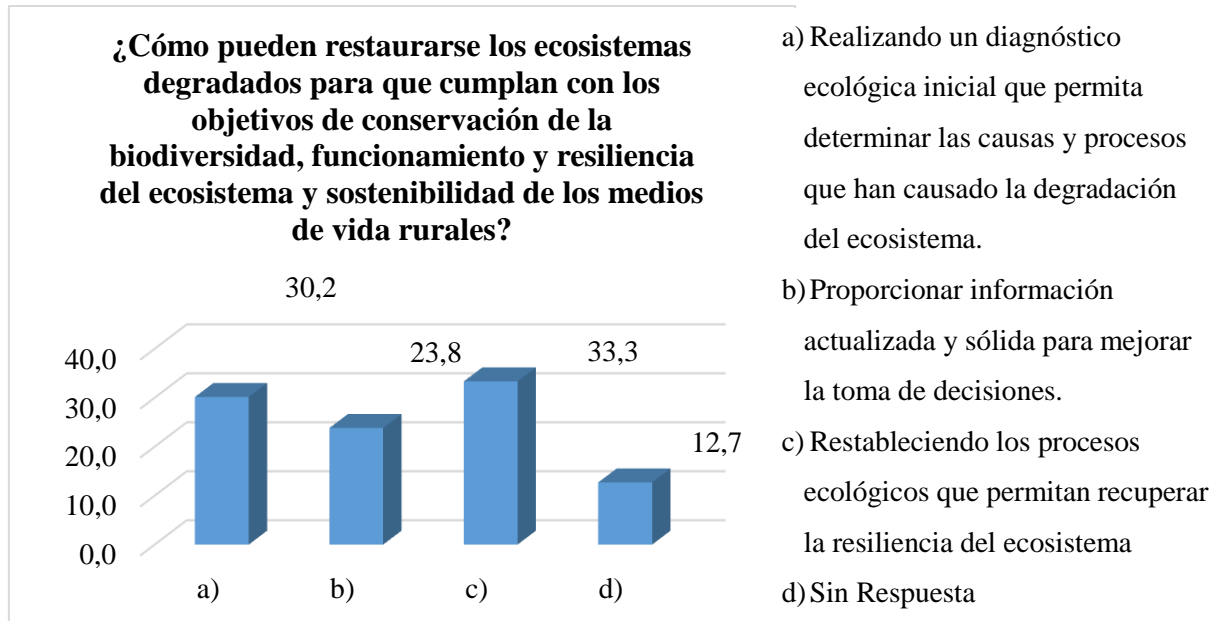 ¿Cómo pueden restaurarse los ecosistemas
degradados para que cumplan con los
objetivos de conservación de la
biodiversidad, funcionamiento y resiliencia
del ecosistema y sostenibilidad de los medios
de vida rurales?
30,2
23,8
33,3
12,7
40,0
30,0
20,0
10,0
0,0
a)
b)
c)
d)
a) Realizando un diagnóstico
ecológica inicial que permita
determinar las causas y procesos
que han causado la degradación
del ecosistema.
b) Proporcionar información
actualizada y sólida para mejorar
la toma de decisiones.
c) Restableciendo los procesos
ecológicos que permitan recuperar
la resiliencia del ecosistema
d) Sin Respuesta